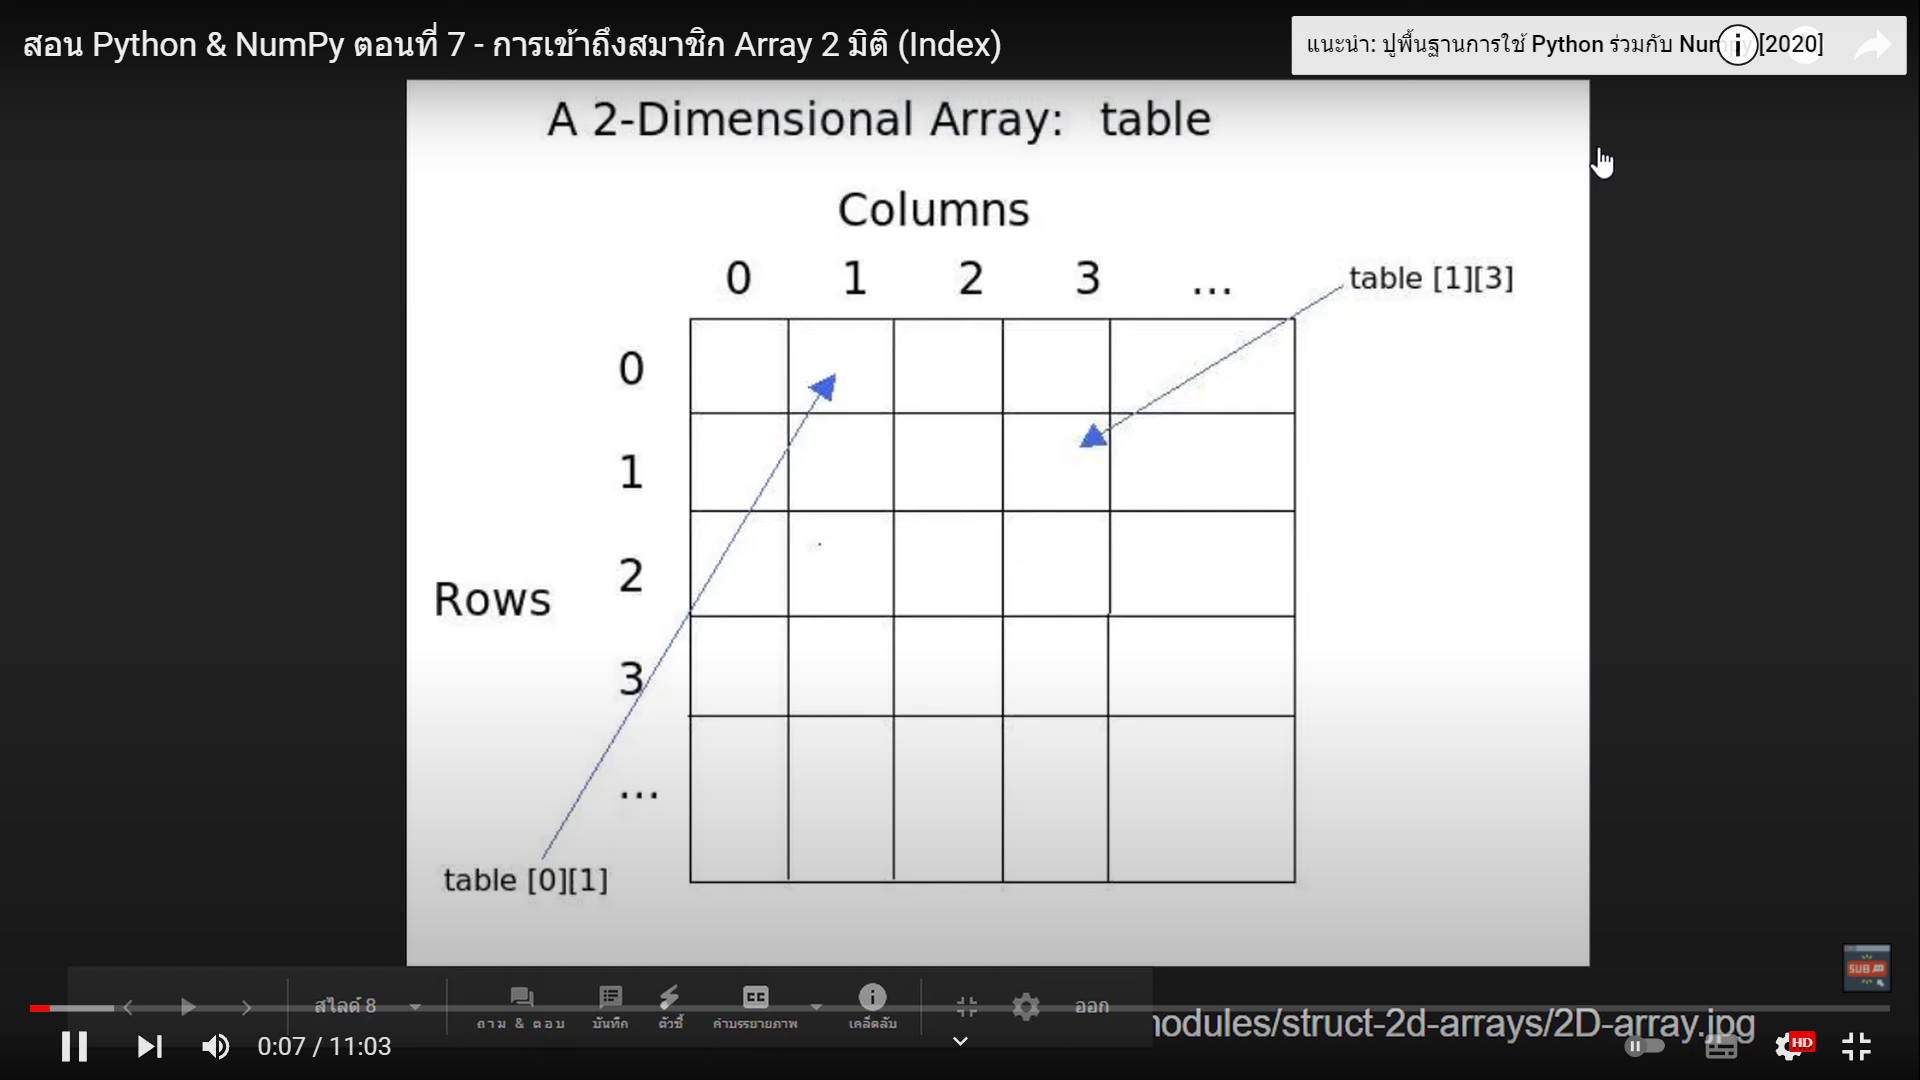 สอน Python & NumPy ตอนที่ 7 - การเข้าถึงสมาชิก Array 2 มิติ (Index)
แนะนำ: ปูพื้นฐานการใช้ Python ร่วมกับ Numpy [2020]
A 2-Dimensional Array: table
Columns
0 1 2 3 ...
table [1][3]
0
1
2
Rows
3
...
table [0][1]
SUB
สไลด์ 8
ถาม & ตอบ
บันทึก
ตัวชี้
CC
คำบรรยายภาพ
เคล็ดลับ
ออก
nodules/struct-2d-arrays/2D-array.jpg
0:07 / 11:03
HD